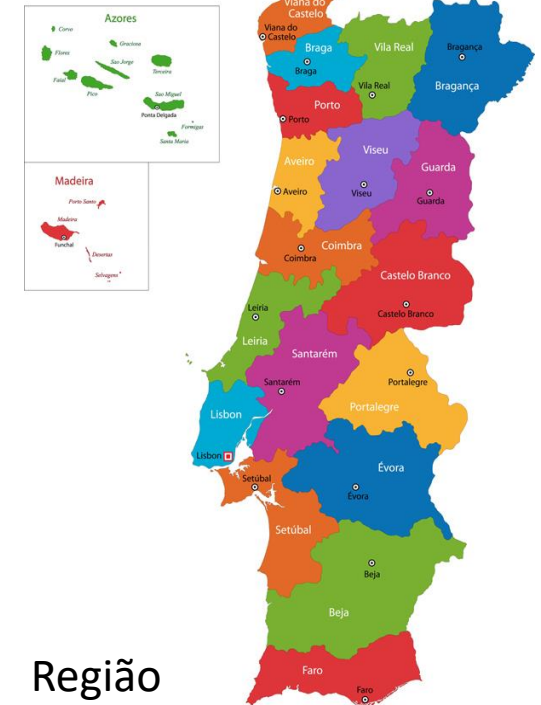 Azores
Corvo
Graciosa
Flores
Sao Jorge
Terceira
Faial
Pico
Sao Miguel
Ponta Delgada
Formigas
Santa Maria
Madeira
Porto Santo
Madeira
Funchal
Desertas
Selvagens
Viana do
Castelo
Viana do
Castelo
Braga
Braga
Vila Real
Vila Real
Bragança
Bragança
Porto
Porto
Aveiro
Aveiro
Viseu
Viseu
Guarda
Guarda
Coimbra
Coimbra
Castelo Branco
Castelo Branco
Leiria
Leiria
Santarém
Santarém
Portalegre
Portalegre
Lisbon
Lisbon
Évora
Évora
Setúbal
Setúbal
Beja
Beja
Faro
Faro
Região